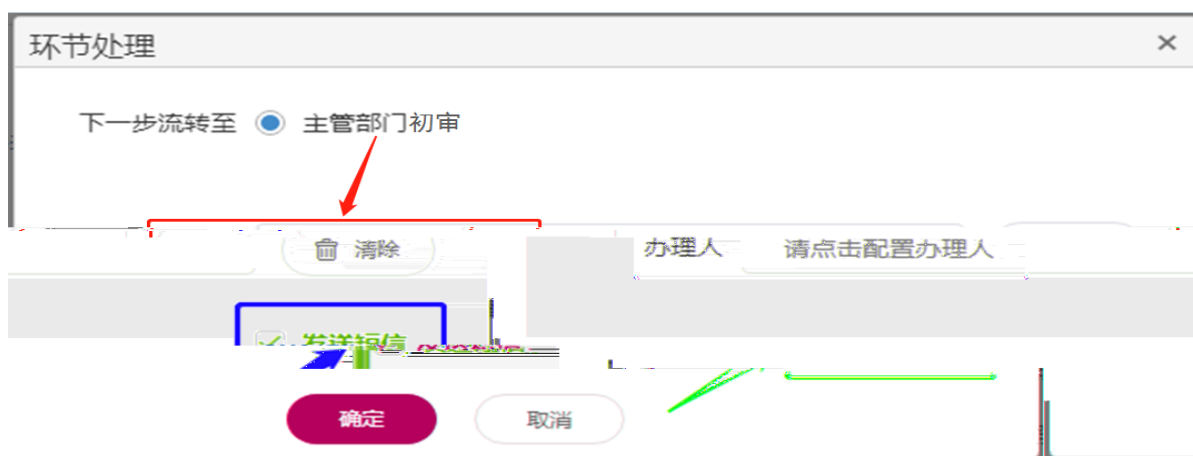 环节处理
下一步流转至 主管部门初审
清除 办理人 请点击配置办理人
发送短信
确定 取消